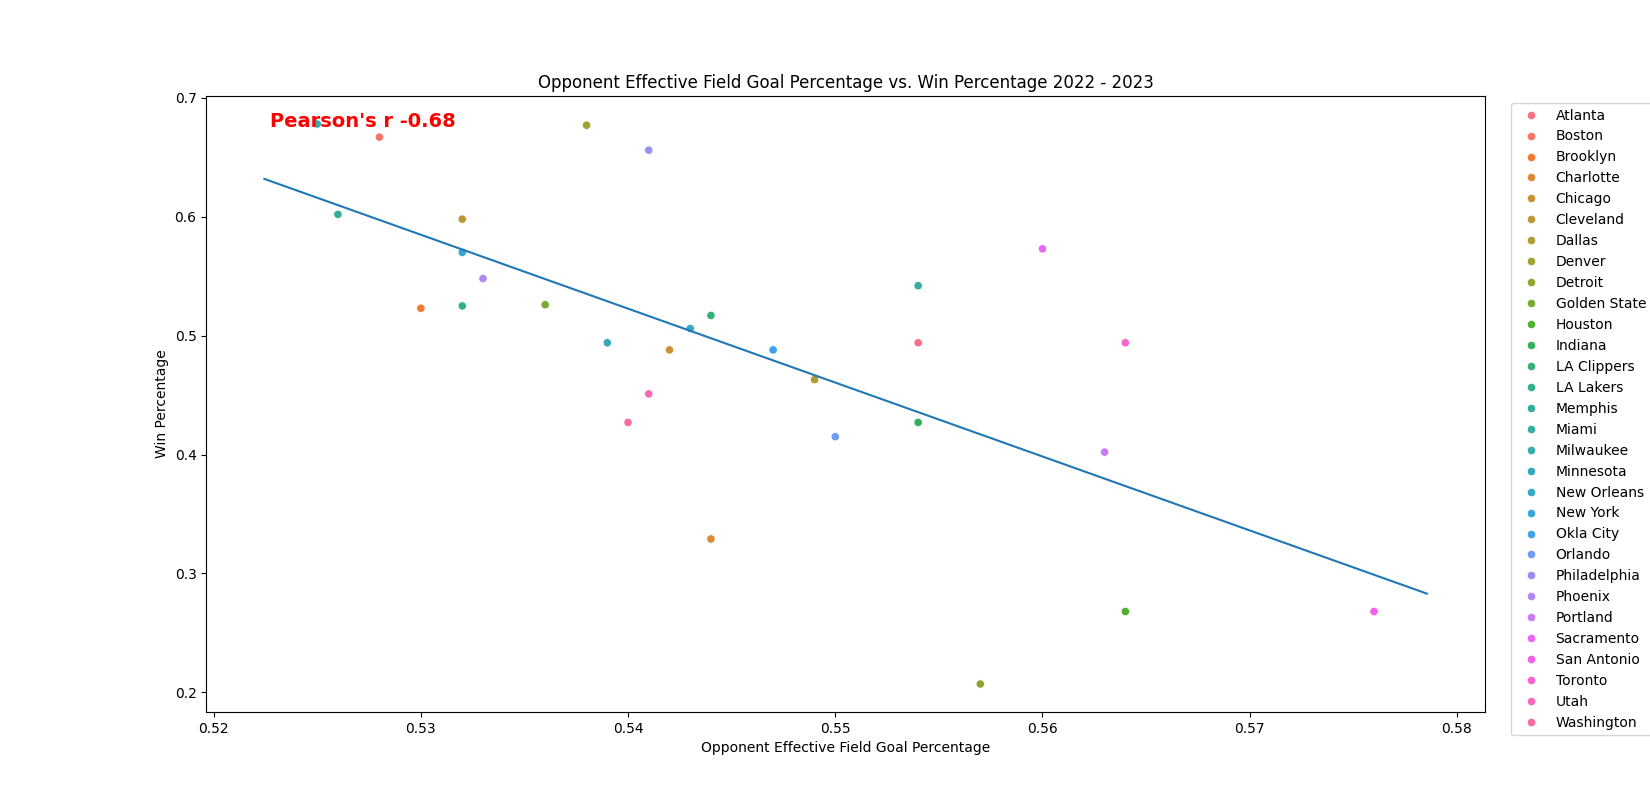 Opponent Effective Field Goal Percentage vs. Win Percentage 2022 - 2023
Pearson's r -0.68
Win Percentage
0.7
0.6
0.5
0.4
0.3
0.2
0.52 0.53 0.54 0.55 0.56 0.57 0.58
Opponent Effective Field Goal Percentage
Atlanta
Boston
Brooklyn
Charlotte
Chicago
Cleveland
Dallas
Denver
Detroit
Golden State
Houston
Indiana
LA Clippers
LA Lakers
Memphis
Miami
Milwaukee
Minnesota
New Orleans
New York
Okla City
Orlando
Philadelphia
Phoenix
Portland
Sacramento
San Antonio
Toronto
Utah
Washington